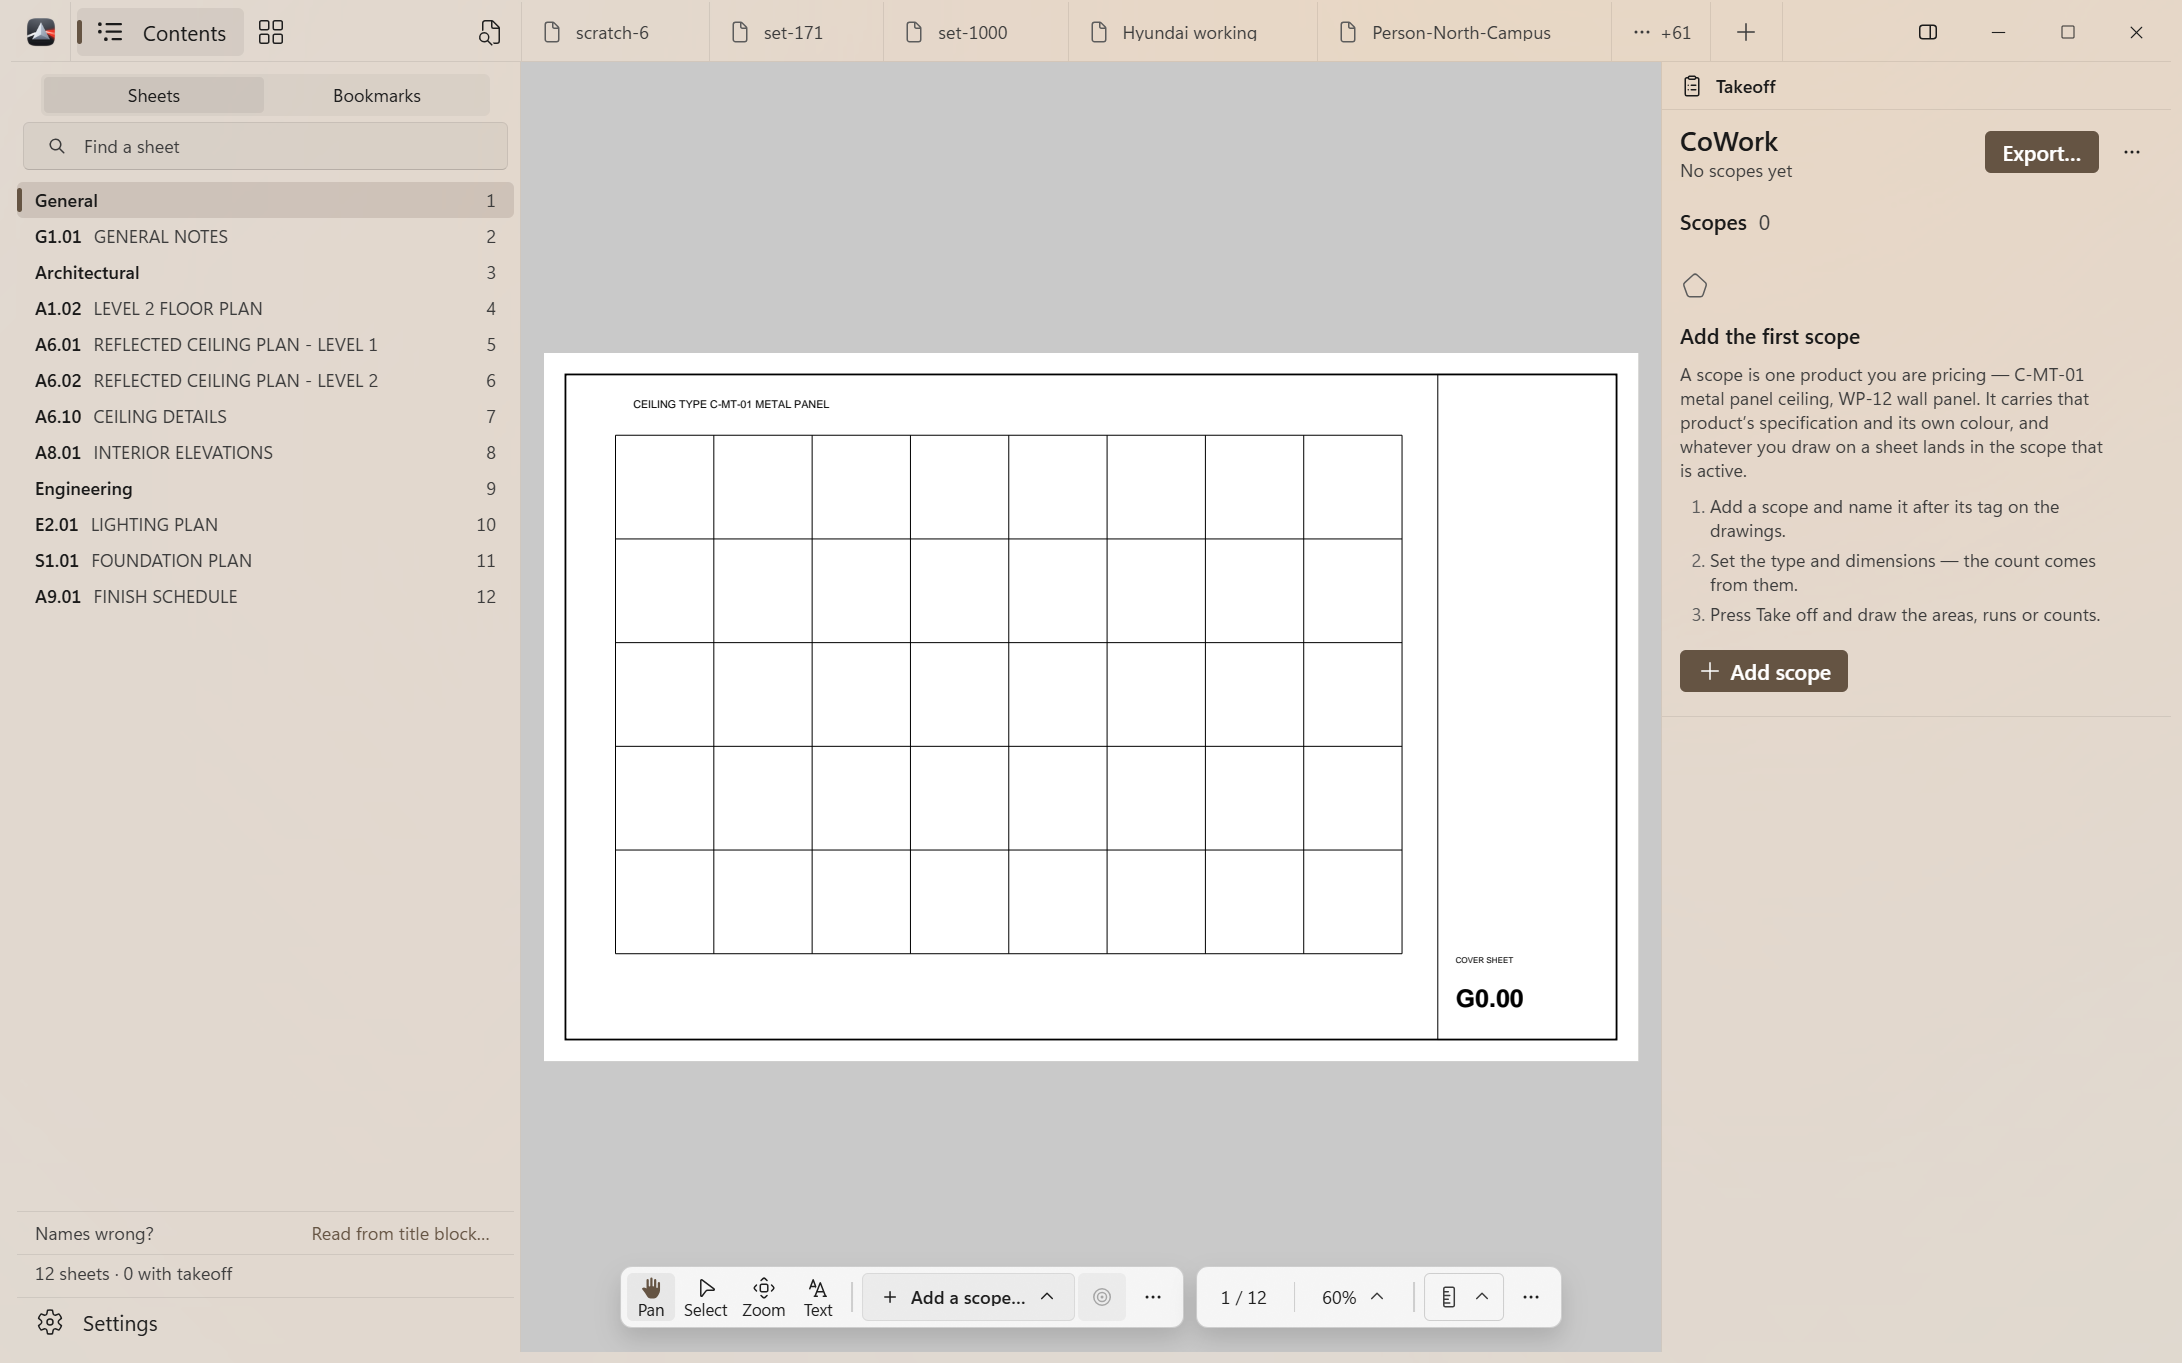 Contents
scratch-6
set-171
set-1000
Hyundai working
Person-North-Campus
··· +61
Sheets
Bookmarks
Find a sheet
General 1
G1.01 GENERAL NOTES 2
Architectural 3
A1.02 LEVEL 2 FLOOR PLAN 4
A6.01 REFLECTED CEILING PLAN - LEVEL 1 5
A6.02 REFLECTED CEILING PLAN - LEVEL 2 6
A6.10 CEILING DETAILS 7
A8.01 INTERIOR ELEVATIONS 8
Engineering 9
E2.01 LIGHTING PLAN 10
S1.01 FOUNDATION PLAN 11
A9.01 FINISH SCHEDULE 12
Names wrong? Read from title block...
12 sheets · 0 with takeoff
Settings
CEILING TYPE C-MT-01 METAL PANEL
COVER SHEET
G0.00
Pan
Select
Zoom
Text
+ Add a scope...
1 / 12
60%
Takeoff
CoWork
No scopes yet
Export...
Scopes 0
Add the first scope
A scope is one product you are pricing — C-MT-01
metal panel ceiling, WP-12 wall panel. It carries that
product's specification and its own colour, and
whatever you draw on a sheet lands in the scope that
is active.
1. Add a scope and name it after its tag on the
drawings.
2. Set the type and dimensions — the count comes
from them.
3. Press Take off and draw the areas, runs or counts.
+ Add scope